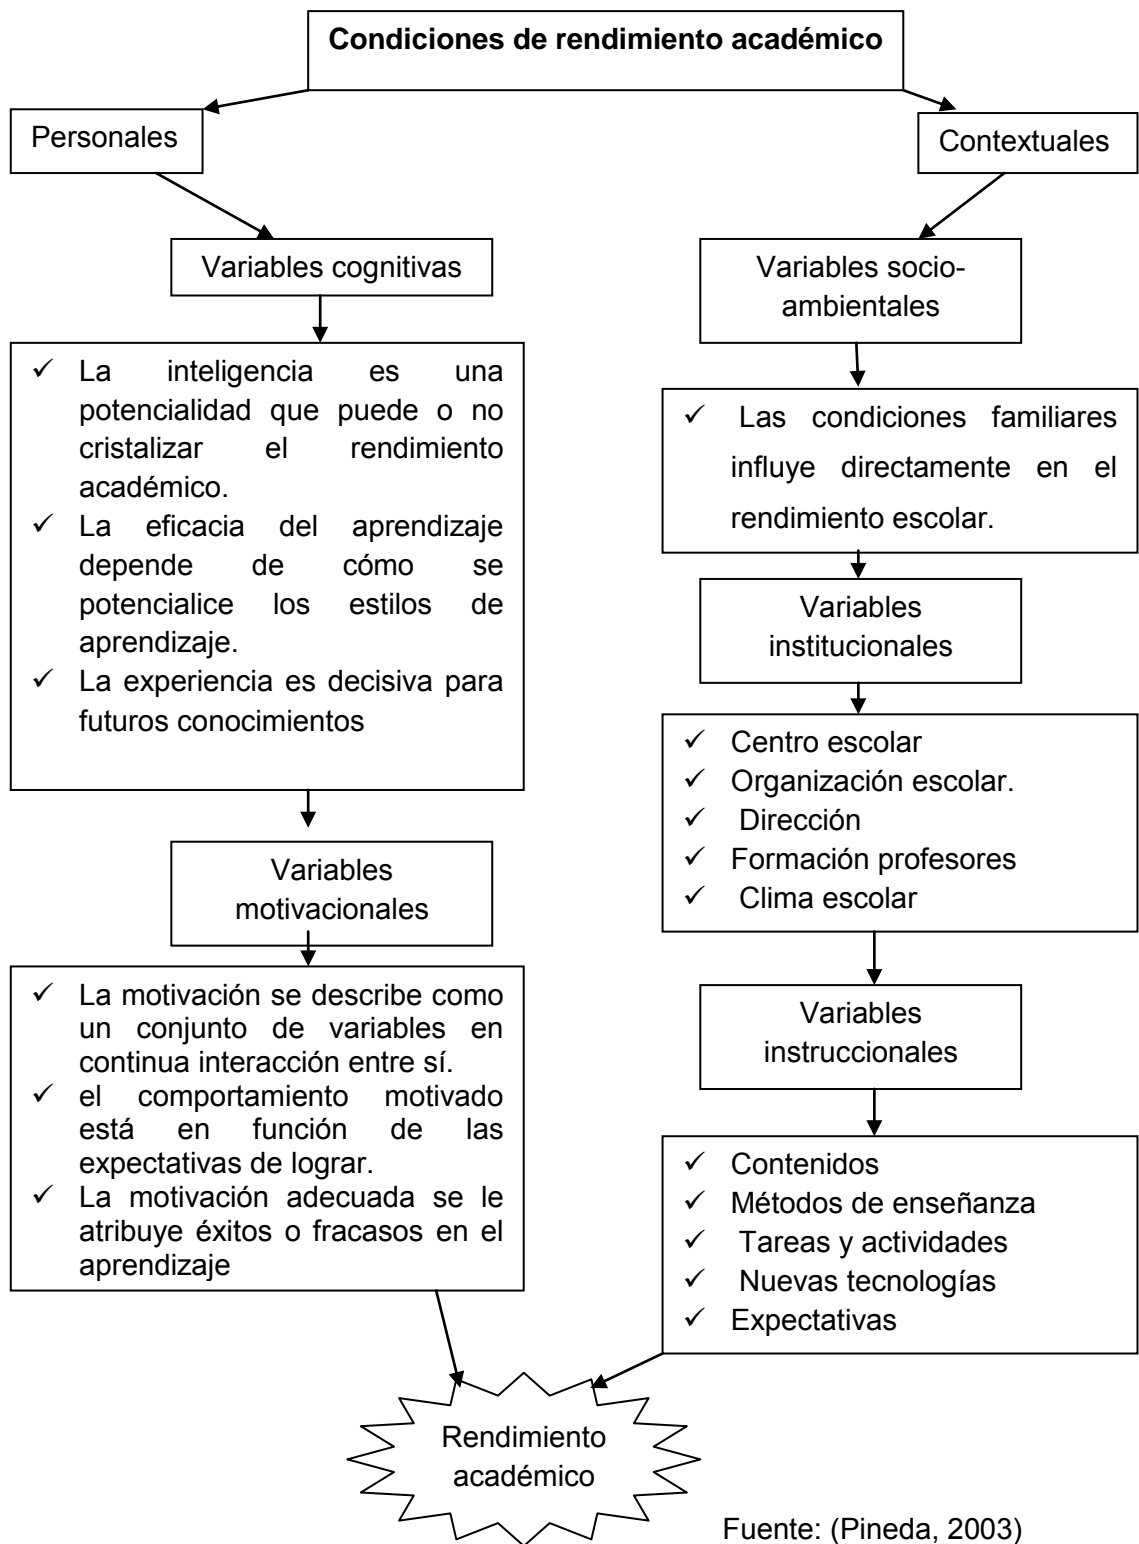 Condiciones de rendimiento académico
Personales
Contextuales
Variables cognitivas
✓ La inteligencia es una
potencialidad que puede o no
cristalizar el rendimiento
académico.
✓ La eficacia del aprendizaje
depende de cómo se
potencialice los estilos de
aprendizaje.
✓ La experiencia es decisiva para
futuros conocimientos
Variables
motivacionales
✓ La motivación se describe como
un conjunto de variables en
continua interacción entre sí.
✓ el comportamiento motivado
está en función de las
expectativas de lograr.
✓ La motivación adecuada se le
atribuye éxitos o fracasos en el
aprendizaje
Variables socio-
ambientales
✓ Las condiciones familiares
influye directamente en el
rendimiento escolar.
Variables
institucionales
✓ Centro escolar
✓ Organización escolar.
✓ Dirección
✓ Formación profesores
✓ Clima escolar
Variables
instruccionales
✓ Contenidos
✓ Métodos de enseñanza
✓ Tareas y actividades
✓ Nuevas tecnologías
✓ Expectativas
Rendimiento
académico
Fuente: (Pineda, 2003)